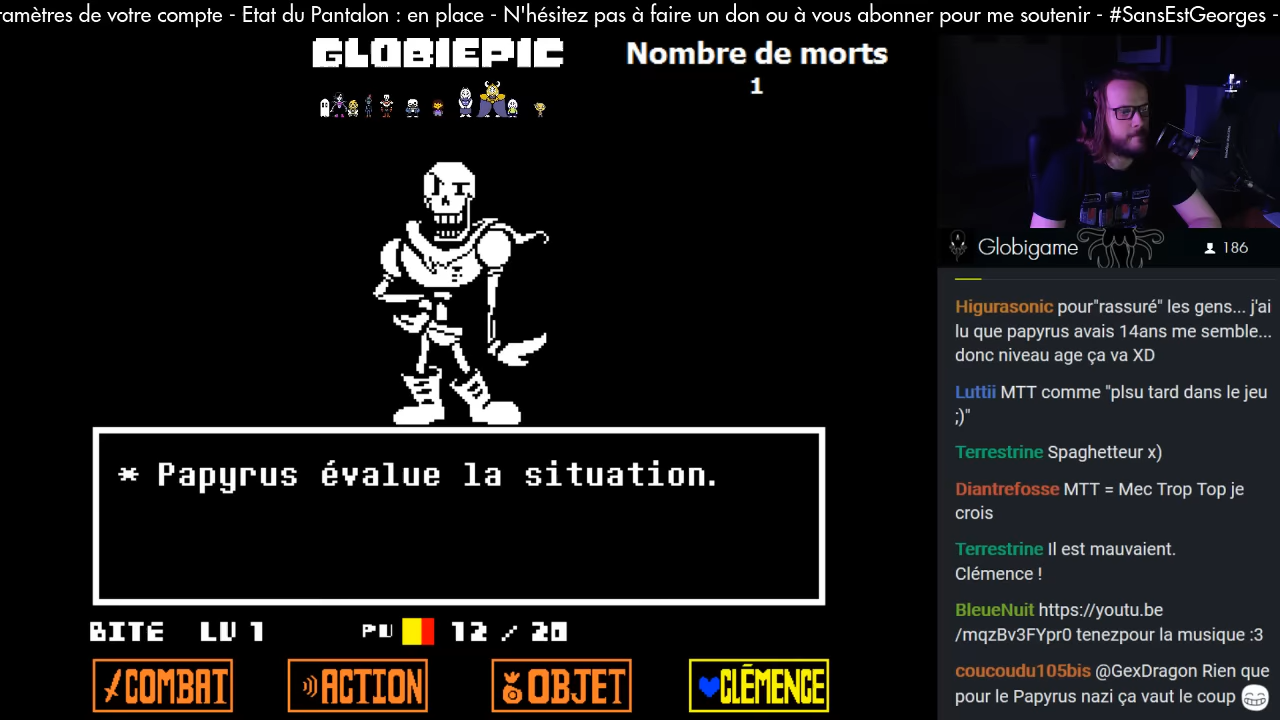 ramètres de votre compte - Etat du Pantalon : en place - N'hésitez pas à faire un don ou à vous abonner pour me soutenir - #SansEstGeorges -
GLOBIEPIC
Nombre de morts
1
* Papyrus évalue la situation.
BITE LV 1 PV 12 / 20
COMBAT ACTION OBJET CLÉMENCE
Globigame 186
Higurasonic pour"rassuré" les gens... j'ai
lu que papyrus avais 14ans me semble...
donc niveau age ça va XD
Luttii MTT comme "plsu tard dans le jeu
;)"
Terrestrine Spaghetteur x)
Diantrefosse MTT = Mec Trop Top je
crois
Terrestrine Il est mauvaient.
Clémence !
BleueNuit https://youtu.be
/mqzBv3FYpr0 tenezpour la musique :3
coucoudu105bis @GexDragon Rien que
pour le Papyrus nazi ça vaut le coup